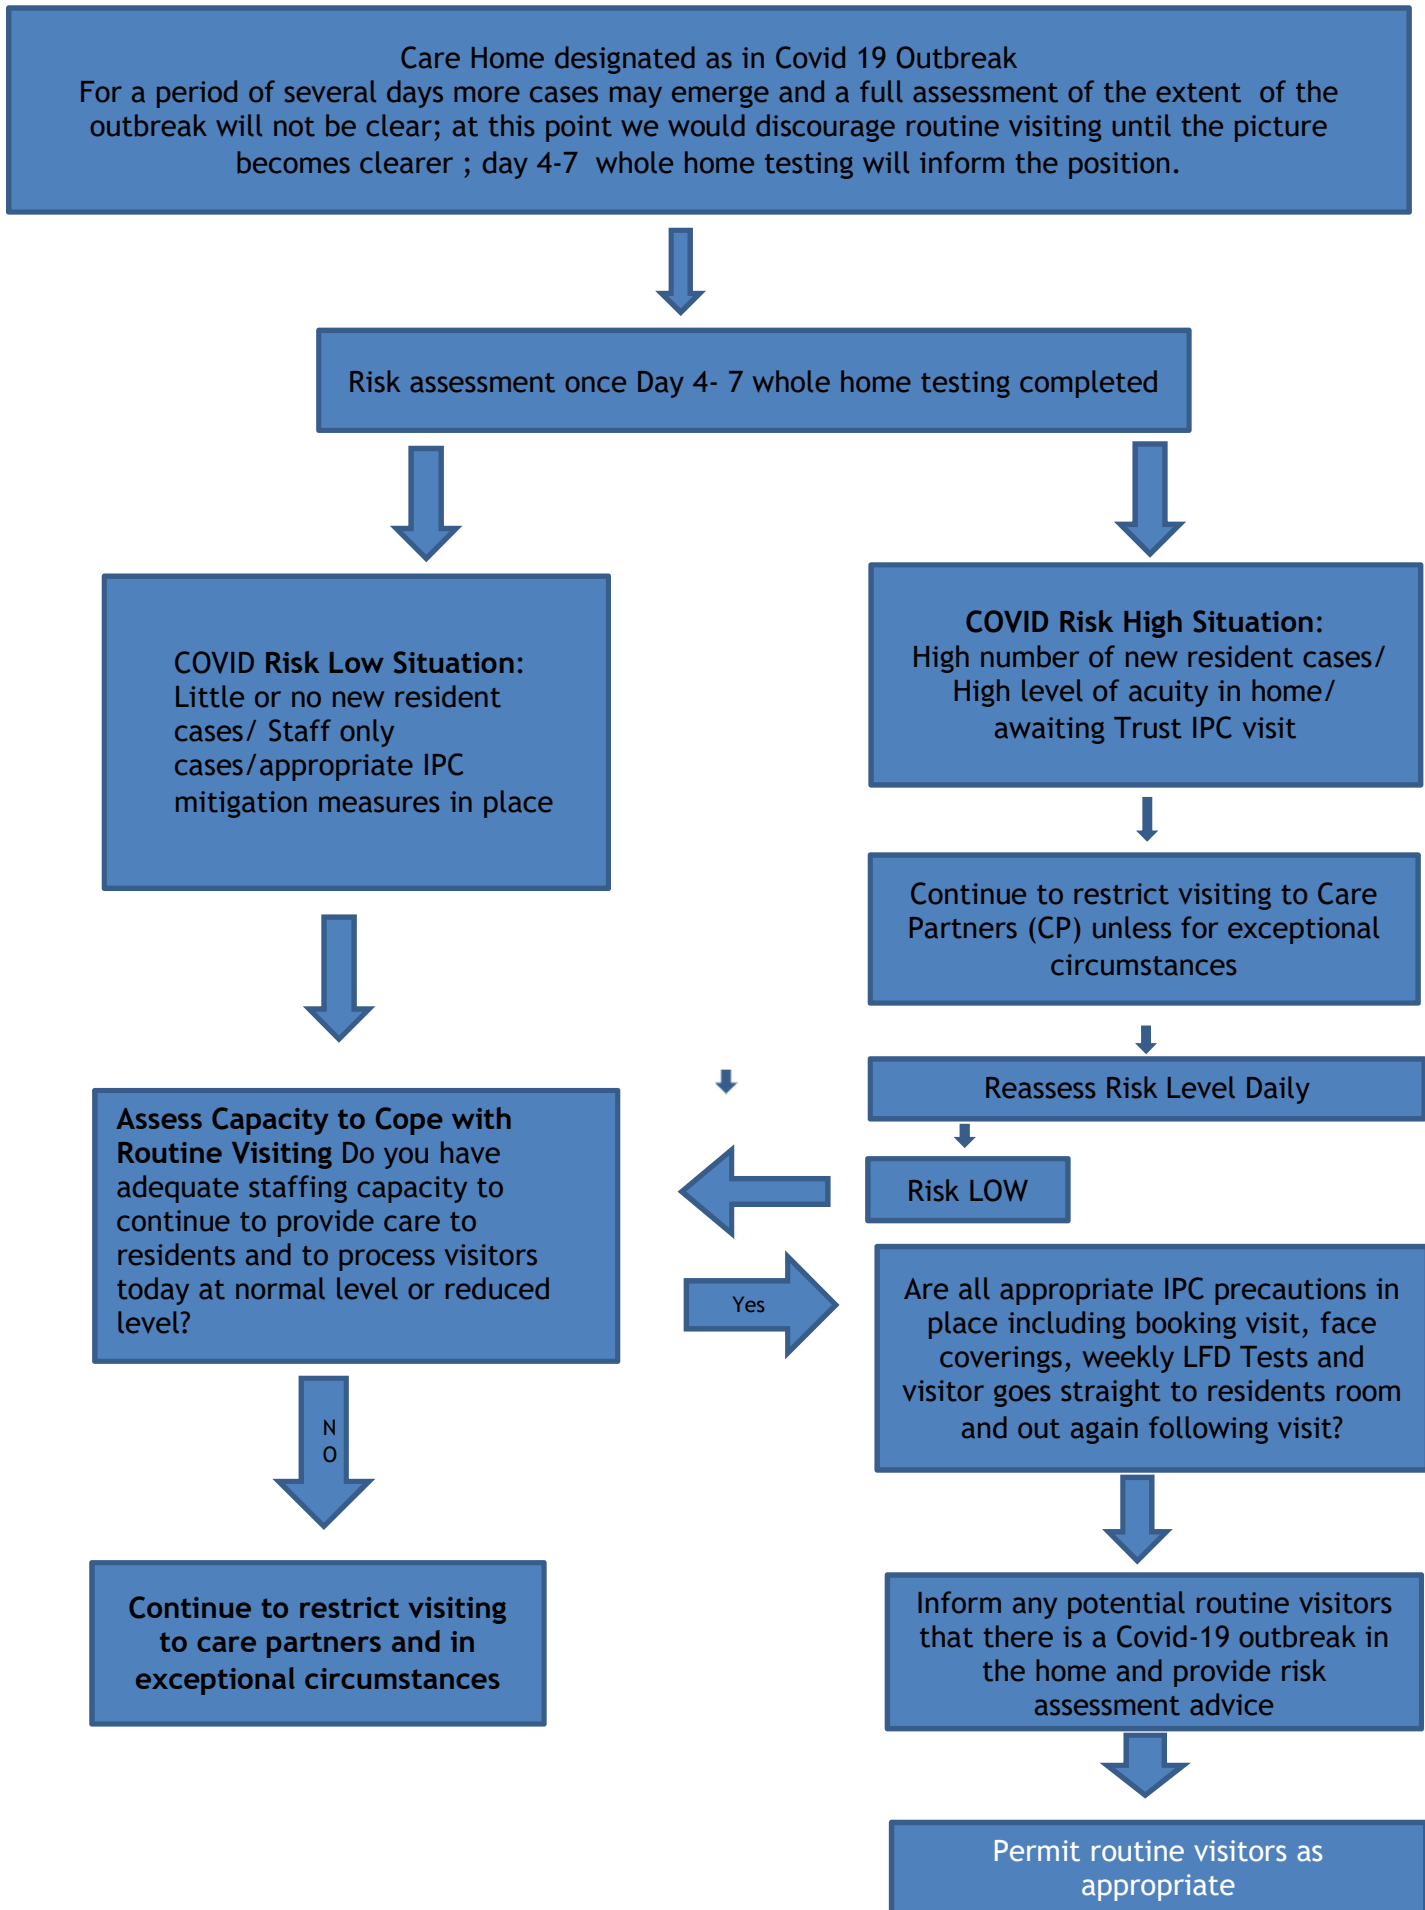 Care Home designated as in Covid 19 Outbreak
For a period of several days more cases may emerge and a full assessment of the extent of the
outbreak will not be clear; at this point we would discourage routine visiting until the picture
becomes clearer ; day 4-7 whole home testing will inform the position.
Risk assessment once Day 4- 7 whole home testing completed
COVID Risk Low Situation:
Little or no new resident
cases/ Staff only
cases/appropriate IPC
mitigation measures in place
COVID Risk High Situation:
High number of new resident cases/
High level of acuity in home/
awaiting Trust IPC visit
Continue to restrict visiting to Care
Partners (CP) unless for exceptional
circumstances
Reassess Risk Level Daily
Risk LOW
Assess Capacity to Cope with
Routine Visiting Do you have
adequate staffing capacity to
continue to provide care to
residents and to process visitors
today at normal level or reduced
level?
Yes
Are all appropriate IPC precautions in
place including booking visit, face
coverings, weekly LFD Tests and
visitor goes straight to residents room
and out again following visit?
N
O
Continue to restrict visiting
to care partners and in
exceptional circumstances
Inform any potential routine visitors
that there is a Covid-19 outbreak in
the home and provide risk
assessment advice
Permit routine visitors as
appropriate